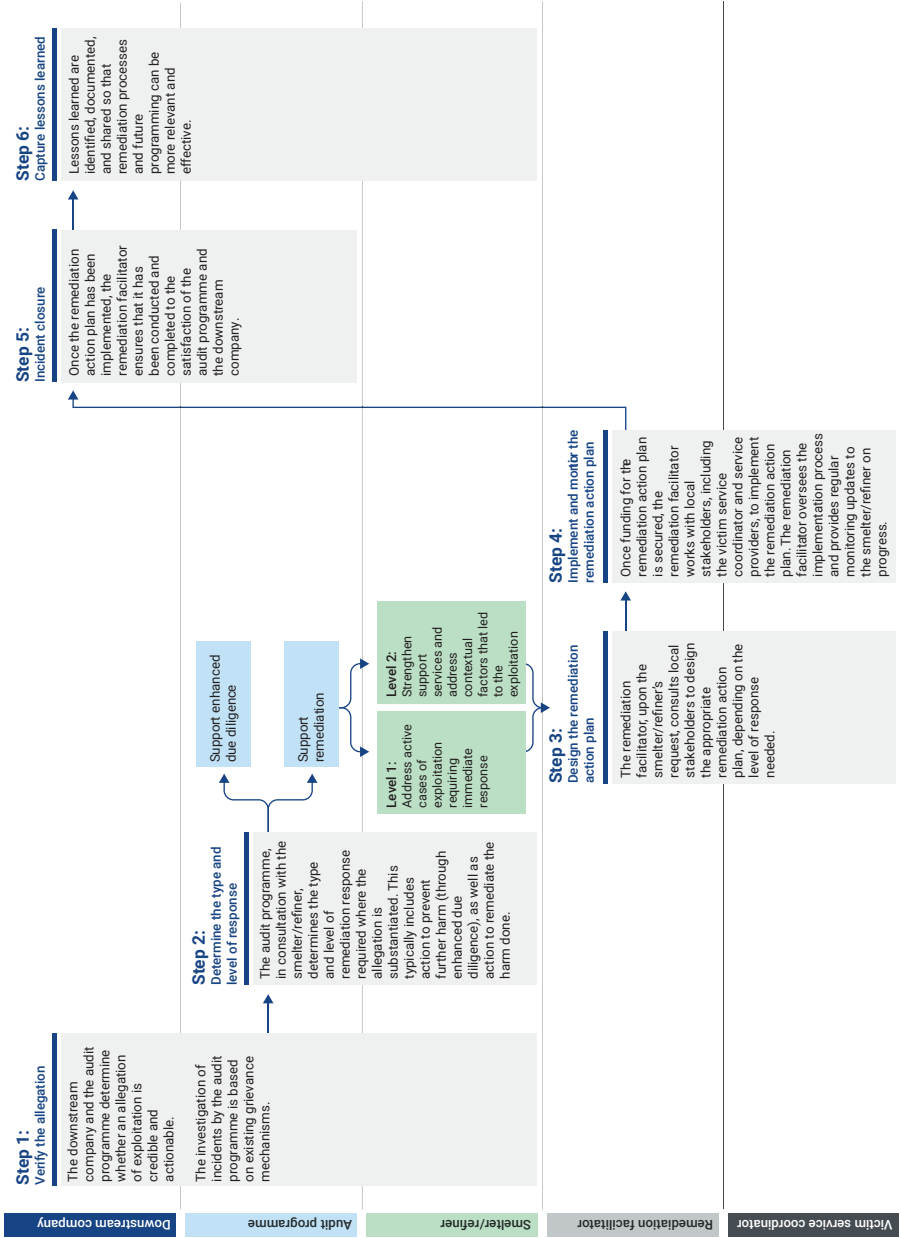 Step 1:
Verify the allegation
The downstream
company and the audit
programme determine
whether an allegation
of exploitation is
credible and
actionable.
The investigation of
incidents by the audit
programme is based
on existing grievance
mechanisms.
Step 2:
Determine the type and
level of response
The audit programme,
in consultation with the
smelter/refiner,
determines the type
and level of
remediation response
required where the
allegation is
substantiated. This
typically includes
action to prevent
further harm (through
enhanced due
diligence), as well as
action to remediate the
harm done.
Support enhanced
due diligence
Support
remediation
Level 1:
Address active
cases of
exploitation
requiring
immediate
response
Level 2:
Strengthen
support
services and
address
contextual
factors that led
to the
exploitation
Step 3:
Design the remediation
action plan
The remediation
facilitator, upon the
smelter/refiner's
request, consults local
stakeholders to design
the appropriate
remediation action
plan, depending on the
level of response
needed.
Step 4:
Implement and monitor the
remediation action plan
Once funding for the
remediation action plan
is secured, the
remediation facilitator
works with local
stakeholders, including
the victim service
coordinator and service
providers, to implement
the remediation action
plan. The remediation
facilitator oversees the
implementation process
and provides regular
monitoring updates to
the smelter/refiner on
progress.
Step 5:
Incident closure
Once the remediation
action plan has been
implemented, the
remediation facilitator
ensures that it has
been conducted and
completed to the
satisfaction of the
audit programme and
the downstream
company.
Step 6:
Capture lessons learned
Lessons learned are
identified, documented,
and shared so that
remediation processes
and future
programming can be
more relevant and
effective.
Downstream company
Audit programme
Smelter/refiner
Remediation facilitator
Victim service coordinator